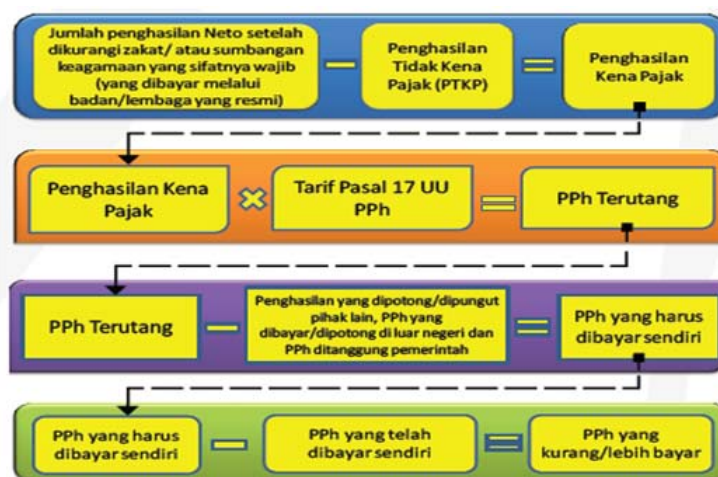 Jumlah penghasilan Neto setelah
dikurangi zakat/ atau sumbangan
keagamaan yang sifatnya wajib
(yang dibayar melalui
badan/lembaga yang resmi)
Penghasilan
Tidak Kena
Pajak (PTKP)
Penghasilan
Kena Pajak
Penghasilan Kena
Pajak
Tarif Pasal 17 UU
PPh
PPh Terutang
PPh Terutang
Penghasilan yang dipotong/dipungut
pihak lain, PPh yang
dibayar/dipotong di luar negeri dan
PPh ditanggung pemerintah
PPh yang harus
dibayar sendiri
PPh yang harus
dibayar sendiri
PPh yang telah
dibayar sendiri
PPh yang
kurang/lebih bayar